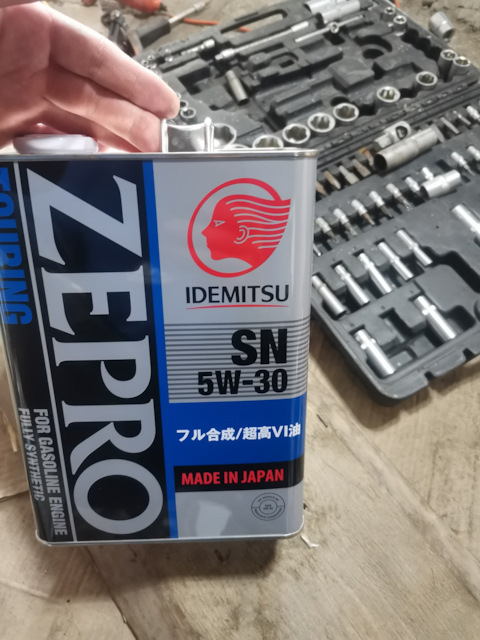 ZEPRO
TOURING
FOR GASOLINE ENGINE
FULLY SYNTHETIC
IDEMITSU
SN
5W-30
フル合成/超高VI油
MADE IN JAPAN